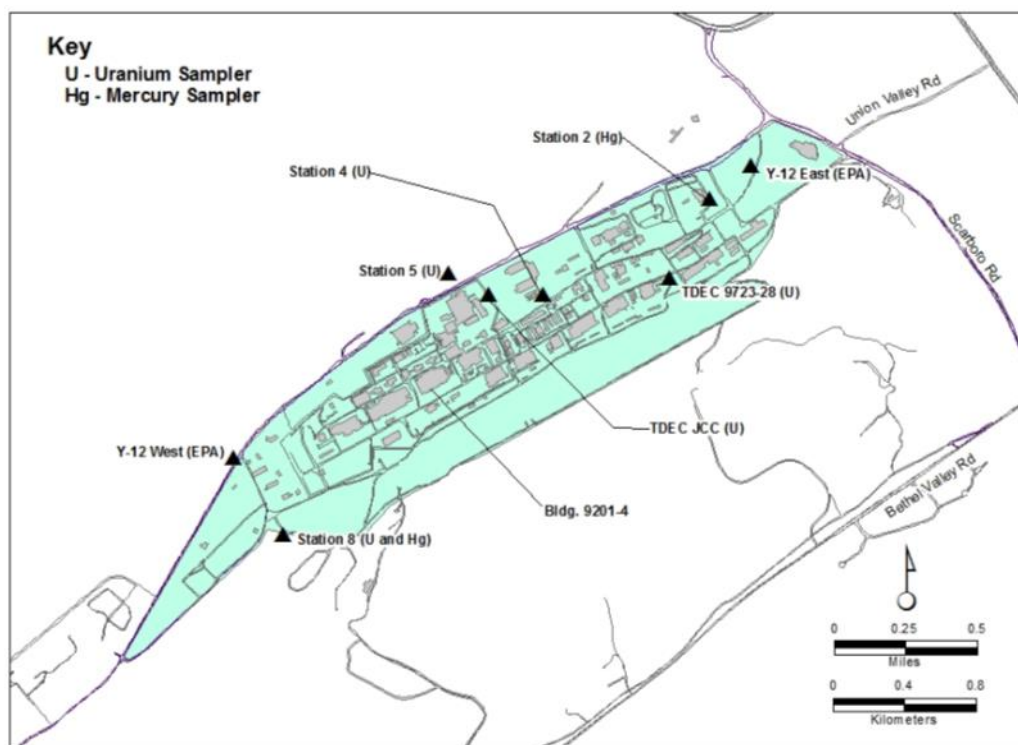 Key
U - Uranium Sampler
Hg - Mercury Sampler
Union Valley Rd
Station 2 (Hg)
Station 4 (U)
Y-12 East (EPA)
Scarboro Rd
Station 5 (U)
TDEC 9723-28 (U)
TDEC JCC (U)
Y-12 West (EPA)
Bethel Valley Rd
Bldg. 9201-4
Station 8 (U and Hg)
0 0.25 0.5
Miles
0 0.4 0.8
Kilometers